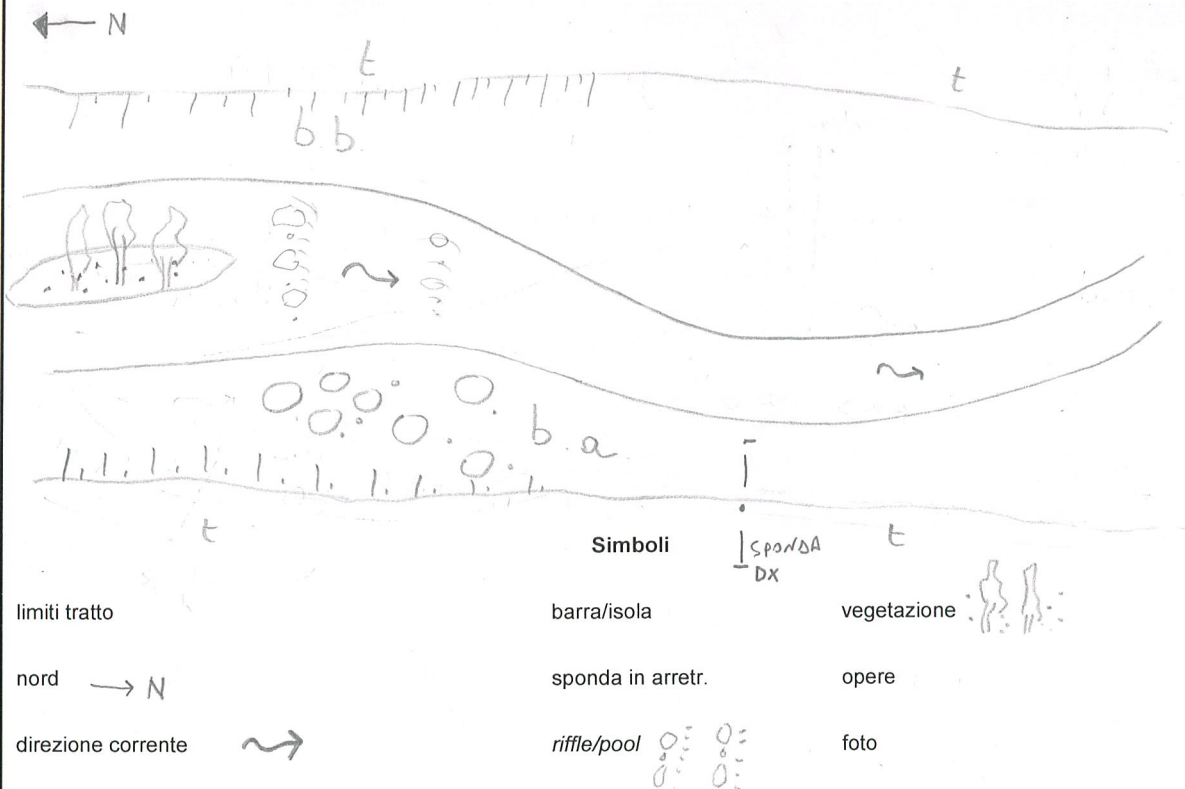 N
t
t
b b
b a
t
t
Simboli
SPONDA
DX
limiti tratto
barra/isola
vegetazione
nord → N
sponda in arretr.
opere
direzione corrente
riffle/pool
foto